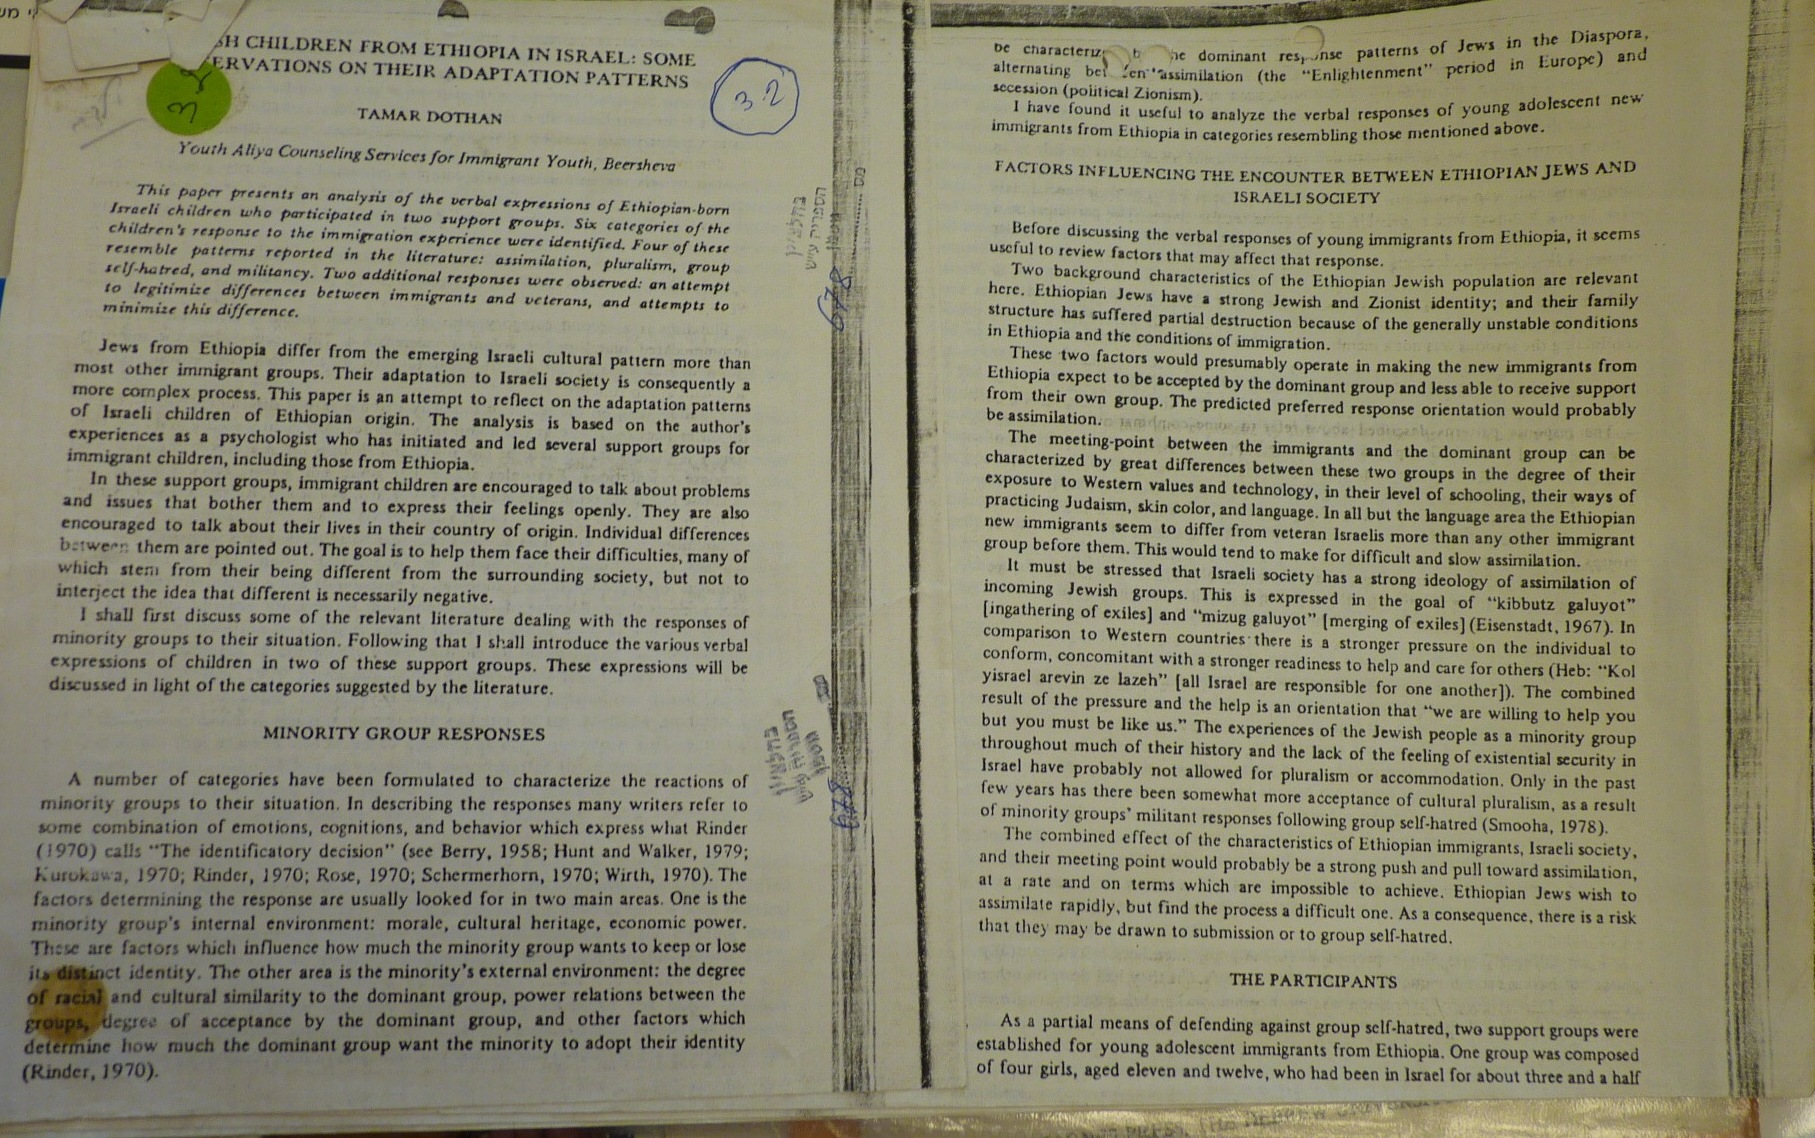 SH CHILDREN FROM ETHIOPIA IN ISRAEL: SOME
ERVATIONS ON THEIR ADAPTATION PATTERNS
32
TAMAR DOTHAN
Youth Aliya Counseling Services for Immigrant Youth, Beersheva
This paper presents an analysis of the verbal expressions of Ethiopian-born
Israeli children who participated in two support groups. Six categories of the
children's response to the immigration experience were identified. Four of these
resemble patterns reported in the literature: assimilation, pluralism, group
self-hatred, and militancy. Two additional responses were observed: an attempt
to legitimize differences between immigrants and veterans, and attempts to
minimize this difference.
Jews from Ethiopia differ from the emerging Israeli cultural pattern more than
most other immigrant groups. Their adaptation to Israeli society is consequently a
more complex process. This paper is an attempt to reflect on the adaptation patterns
of Israeli children of Ethiopian origin. The analysis is based on the author's
experiences as a psychologist who has initiated and led several support groups for
immigrant children, including those from Ethiopia.
In these support groups, immigrant children are encouraged to talk about problems
and issues that bother them and to express their feelings openly. They are also
encouraged to talk about their lives in their country of origin. Individual differences
between them are pointed out. The goal is to help them face their difficulties, many of
which stem from their being different from the surrounding society, but not to
interject the idea that different is necessarily negative.
I shall first discuss some of the relevant literature dealing with the responses of
minority groups to their situation. Following that I shall introduce the various verbal
expressions of children in two of these support groups. These expressions will be
discussed in light of the categories suggested by the literature.
MINORITY GROUP RESPONSES
A number of categories have been formulated to characterize the reactions of
minority groups to their situation. In describing the responses many writers refer to
some combination of emotions, cognitions, and behavior which express what Rinder
(1970) calls "The identificatory decision" (see Berry, 1958; Hunt and Walker, 1979;
Kurokawa, 1970; Rinder, 1970; Rose, 1970; Schermerhorn, 1970; Wirth, 1970). The
factors determining the response are usually looked for in two main areas. One is the
minority group's internal environment: morale, cultural heritage, economic power.
These are factors which influence how much the minority group wants to keep or lose
its distinct identity. The other area is the minority's external environment: the degree
of racial and cultural similarity to the dominant group, power relations between the
groups, degree of acceptance by the dominant group, and other factors which
determine how much the dominant group want the minority to adopt their identity
(Rinder, 1970).
be characteriz the dominant response patterns of Jews in the Diaspora,
alternating between assimilation (the "Enlightenment" period in Europe) and
secession (political Zionism).
I have found it useful to analyze the verbal responses of young adolescent new
immigrants from Ethiopia in categories resembling those mentioned above.
FACTORS INFLUENCING THE ENCOUNTER BETWEEN ETHIOPIAN JEWS AND
ISRAELI SOCIETY
Before discussing the verbal responses of young immigrants from Ethiopia, it seems
useful to review factors that may affect that response.
Two background characteristics of the Ethiopian Jewish population are relevant
here. Ethiopian Jews have a strong Jewish and Zionist identity; and their family
structure has suffered partial destruction because of the generally unstable conditions
in Ethiopia and the conditions of immigration.
These two factors would presumably operate in making the new immigrants from
Ethiopia expect to be accepted by the dominant group and less able to receive support
from their own group. The predicted preferred response orientation would probably
be assimilation.
The meeting-point between the immigrants and the dominant group can be
characterized by great differences between these two groups in the degree of their
exposure to Western values and technology, in their level of schooling, their ways of
practicing Judaism, skin color, and language. In all but the language area the Ethiopian
new immigrants seem to differ from veteran Israelis more than any other immigrant
group before them. This would tend to make for difficult and slow assimilation.
It must be stressed that Israeli society has a strong ideology of assimilation of
incoming Jewish groups. This is expressed in the goal of "kibbutz galuyot"
[ingathering of exiles] and "mizug galuyot" [merging of exiles] (Eisenstadt, 1967). In
comparison to Western countries there is a stronger pressure on the individual to
conform, concomitant with a stronger readiness to help and care for others (Heb: "Kol
yisrael arevin ze lazeh" [all Israel are responsible for one another]). The combined
result of the pressure and the help is an orientation that "we are willing to help you
but you must be like us." The experiences of the Jewish people as a minority group
throughout much of their history and the lack of the feeling of existential security in
Israel have probably not allowed for pluralism or accommodation. Only in the past
few years has there been somewhat more acceptance of cultural pluralism, as a result
of minority groups' militant responses following group self-hatred (Smooha, 1978).
The combined effect of the characteristics of Ethiopian immigrants, Israeli society,
and their meeting point would probably be a strong push and pull toward assimilation,
at a rate and on terms which are impossible to achieve. Ethiopian Jews wish to
assimilate rapidly, but find the process a difficult one. As a consequence, there is a risk
that they may be drawn to submission or to group self-hatred.
THE PARTICIPANTS
As a partial means of defending against group self-hatred, two support groups were
established for young adolescent immigrants from Ethiopia. One group was composed
of four girls, aged eleven and twelve, who had been in Israel for about three and a half